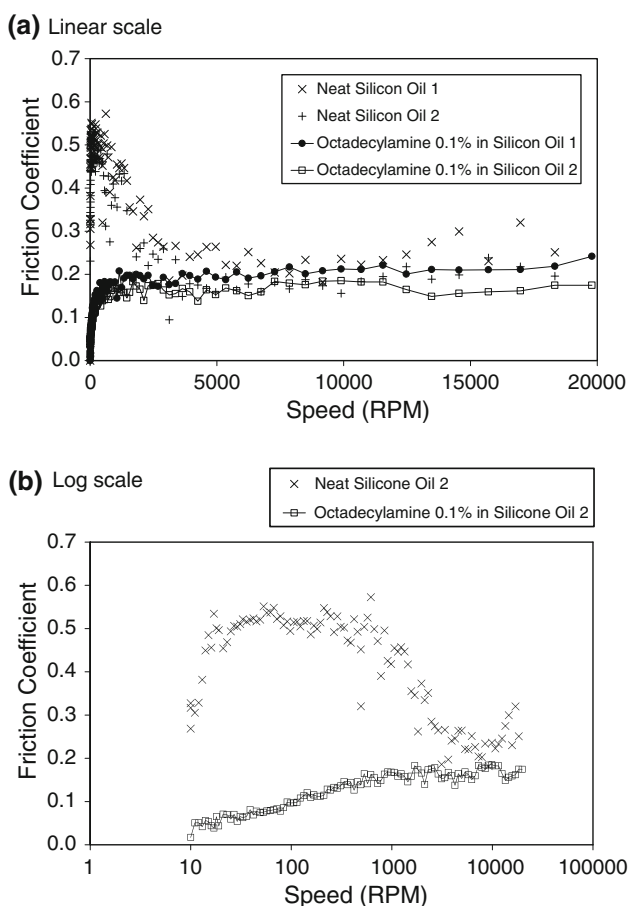 (a) Linear scale
0.7
0.6
0.5
0.4
0.3
0.2
0.1
0.0
Friction Coefficient
× Neat Silicon Oil 1
+ Neat Silicon Oil 2
Octadecylamine 0.1% in Silicon Oil 1
Octadecylamine 0.1% in Silicon Oil 2
0 5000 10000 15000 20000
Speed (RPM)
(b) Log scale
× Neat Silicone Oil 2
Octadecylamine 0.1% in Silicone Oil 2
0.7
0.6
0.5
0.4
0.3
0.2
0.1
0.0
Friction Coefficient
1 10 100 1000 10000 100000
Speed (RPM)